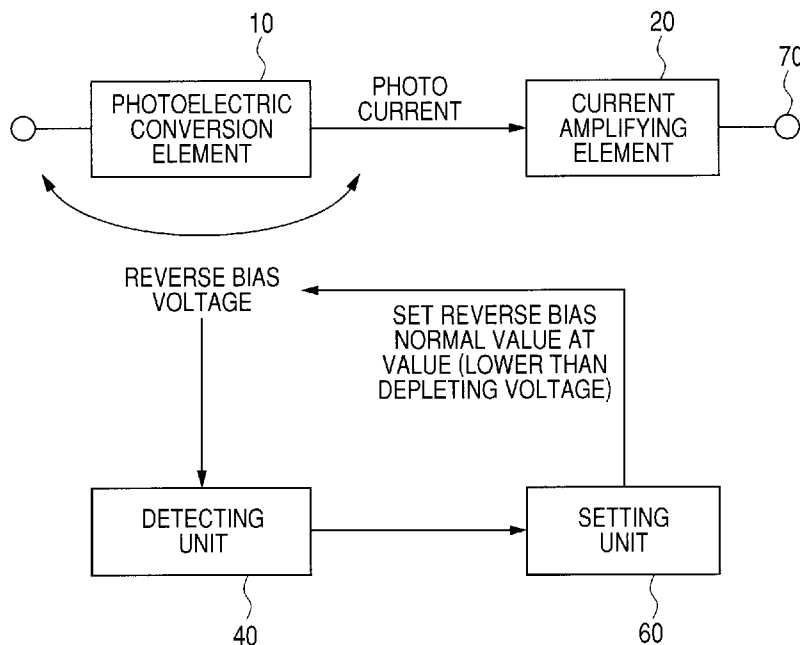 10
20
70
PHOTOELECTRIC
CONVERSION
ELEMENT
PHOTO
CURRENT
CURRENT
AMPLIFYING
ELEMENT
REVERSE BIAS
VOLTAGE
SET REVERSE BIAS
NORMAL VALUE AT
VALUE (LOWER THAN
DEPLETING VOLTAGE)
DETECTING
UNIT
SETTING
UNIT
40
60